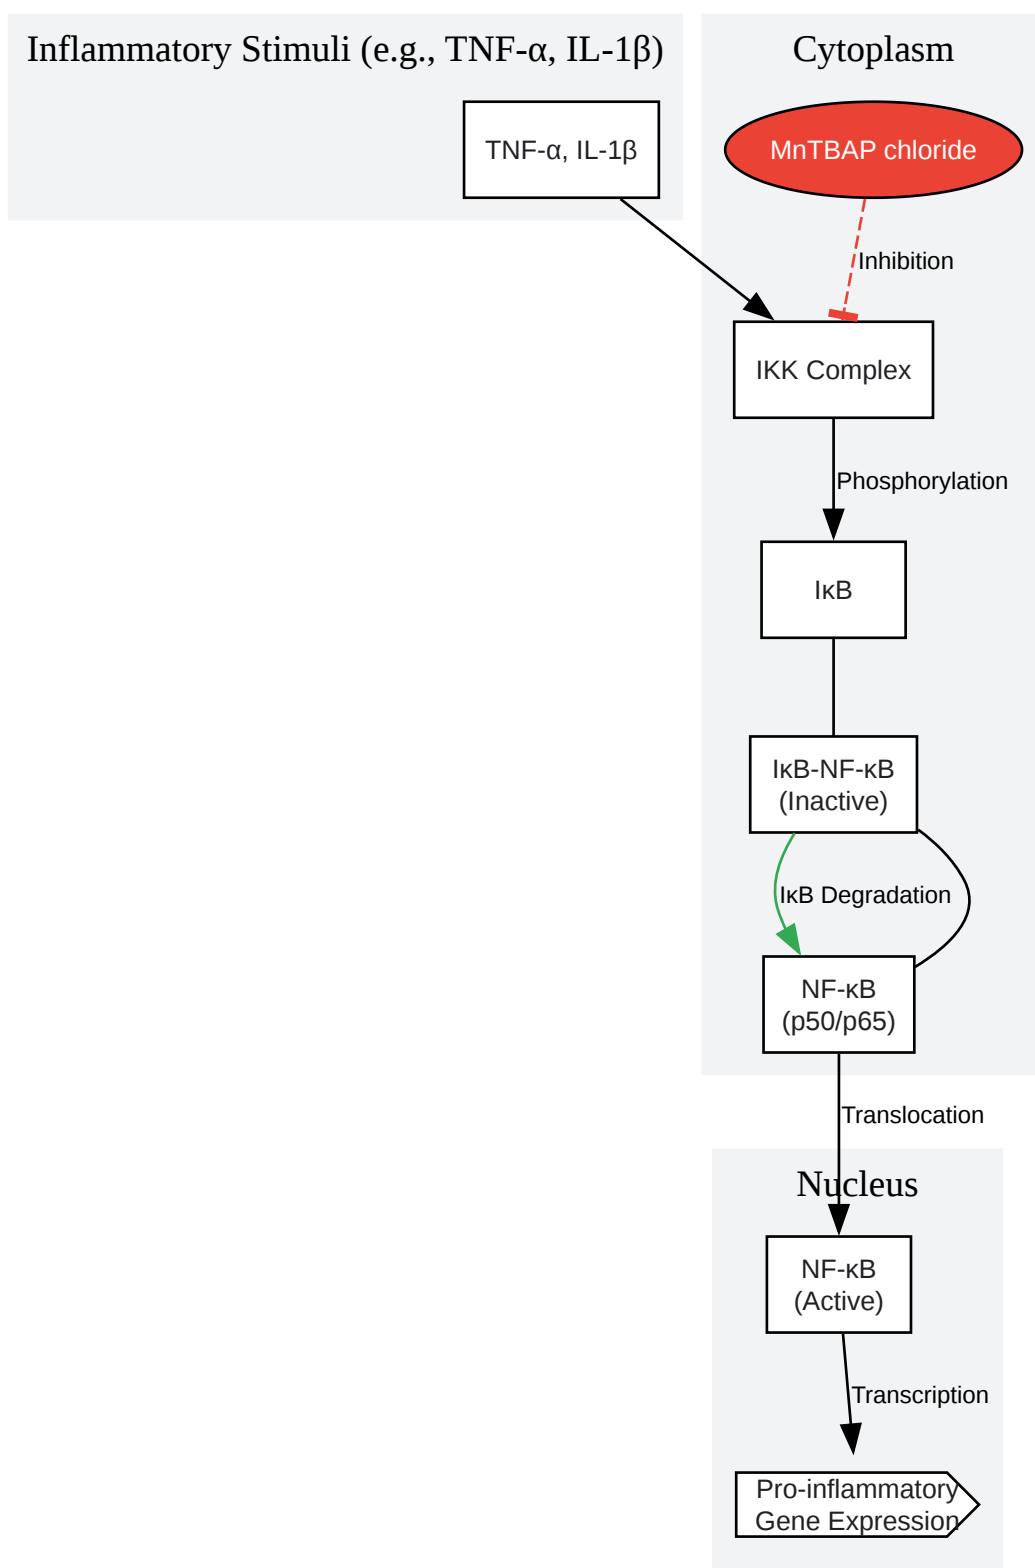 Inflammatory Stimuli (e.g., TNF-α, IL-1β)
Cytoplasm
TNF-α, IL-1β
MnTBAP chloride
Inhibition
IKK Complex
Phosphorylation
IκB
IκB-NF-κB
(Inactive)
IκB Degradation
NF-κB
(p50/p65)
Translocation
Nucleus
NF-κB
(Active)
Transcription
Pro-inflammatory
Gene Expression